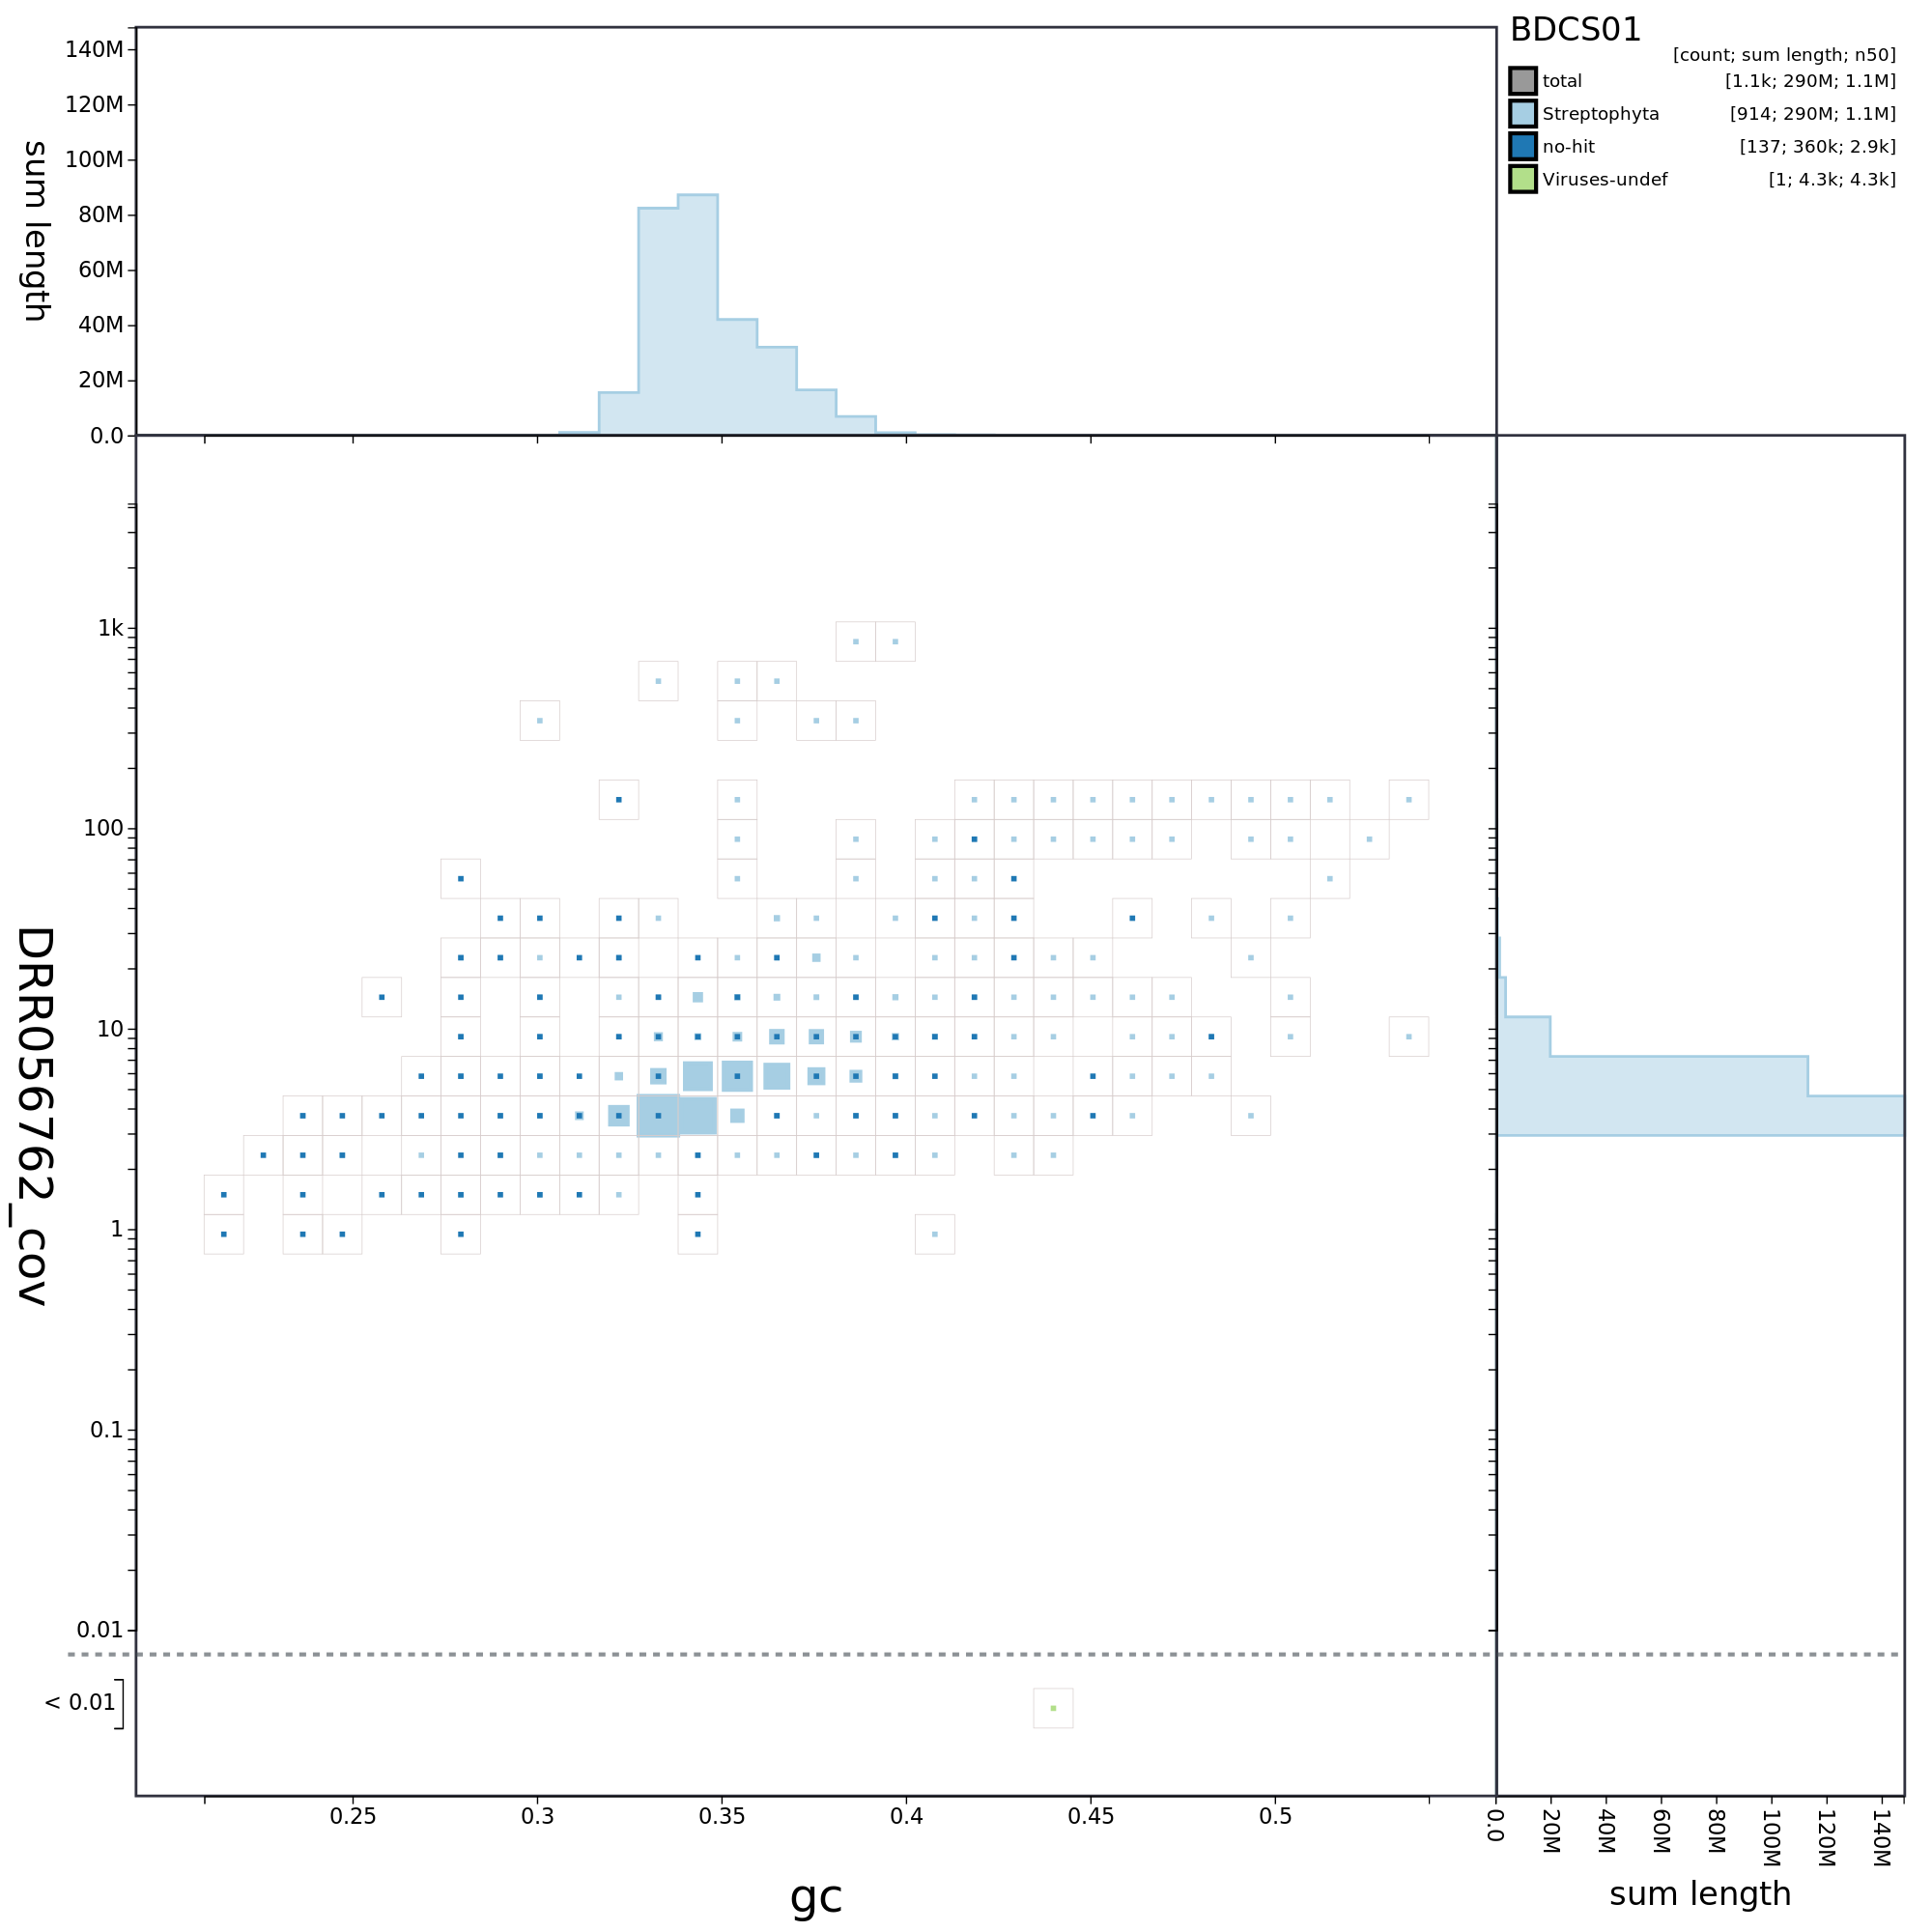 BDCS01
[count; sum length; n50]
total [1.1k; 290M; 1.1M]
Streptophyta [914; 290M; 1.1M]
no-hit [137; 360k; 2.9k]
Viruses-undef [1; 4.3k; 4.3k]
sum length
140M
120M
100M
80M
60M
40M
20M
0.0
DRR056762_cov
1k
100
10
1
0.1
0.01
< 0.01
0.25 0.3 0.35 0.4 0.45 0.5
gc
0.0 20M 40M 60M 80M 100M 120M 140M
sum length